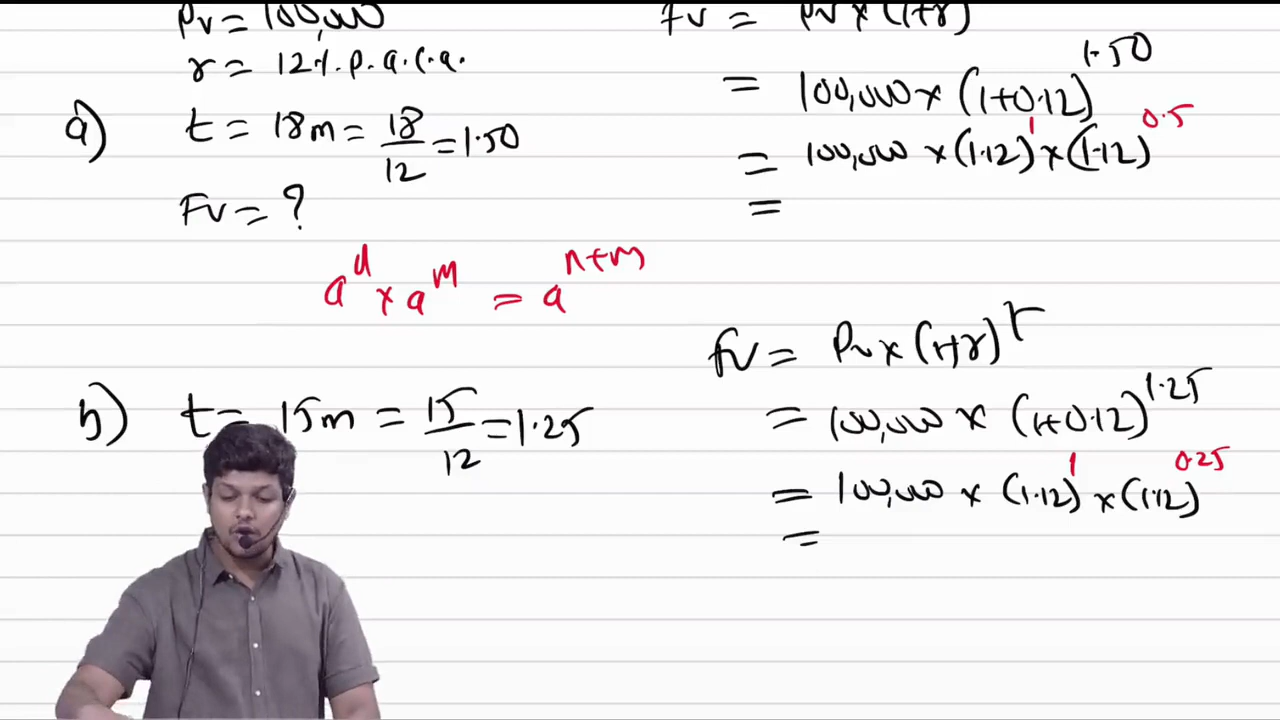 PV = 100,000
r = 12%. p.a.c.a.
a) t = 18m = 18/12 = 1.50
FV = ?
FV = PV x (1+r)
= 100,000 x (1+0.12)^1.50
= 100,000 x (1.12)^1 x (1.12)^0.5
=
a^n x a^m = a^n+m
b) t = 15m = 15/12 = 1.25
FV = PV x (1+r)^t
= 100,000 x (1+0.12)^1.25
= 100,000 x (1.12)^1 x (1.12)^0.25
=